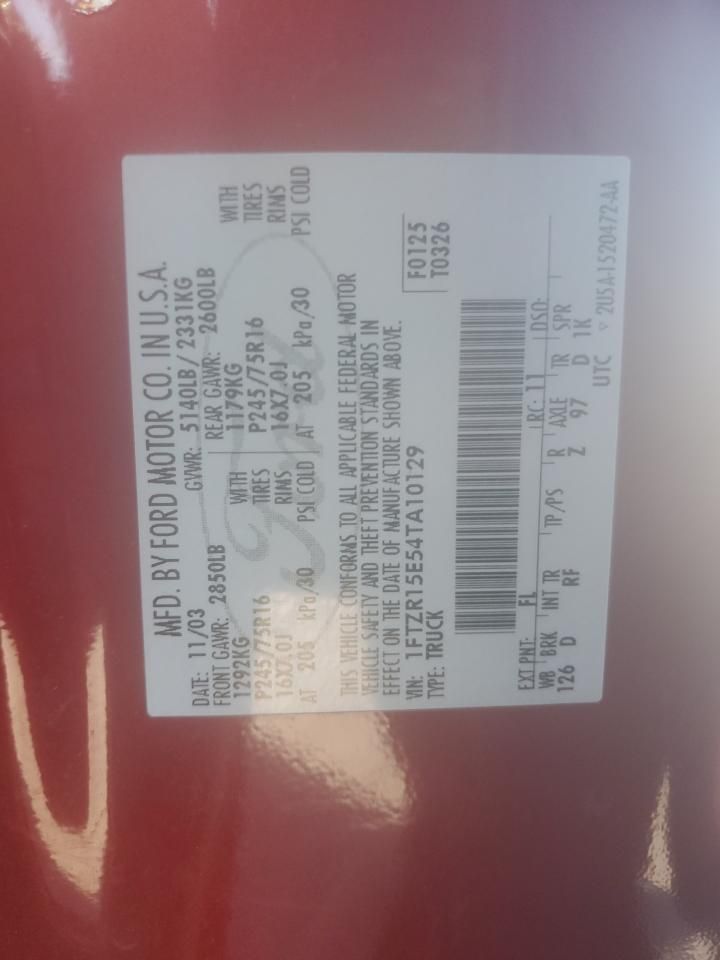 MFD. BY FORD MOTOR CO. IN U.S.A.
DATE: 11/03 GVWR: 5140LB/ 2331KG
FRONT GAWR: 2850LB REAR GAWR: 2600LB
1292KG WITH 1179KG WITH
P245/75R16 TIRES P245/75R16 TIRES
16X7.0J RIMS 16X7.0J RIMS
AT 205 kPa/30 PSI COLD AT 205 kPa/30 PSI COLD
THIS VEHICLE CONFORMS TO ALL APPLICABLE FEDERAL MOTOR
VEHICLE SAFETY AND THEFT PREVENTION STANDARDS IN
EFFECT ON THE DATE OF MANUFACTURE SHOWN ABOVE.
VIN: 1FTZR15E54TA10129 F0125
TYPE: TRUCK T0326
EXT PNT: FL RC: 11 DSO:
WB BRK INT TR TP/PS R AXLE TR SPR
126 D RF Z 97 D 1K
UTC ▽ 2U5A-1520472-AA
Ford